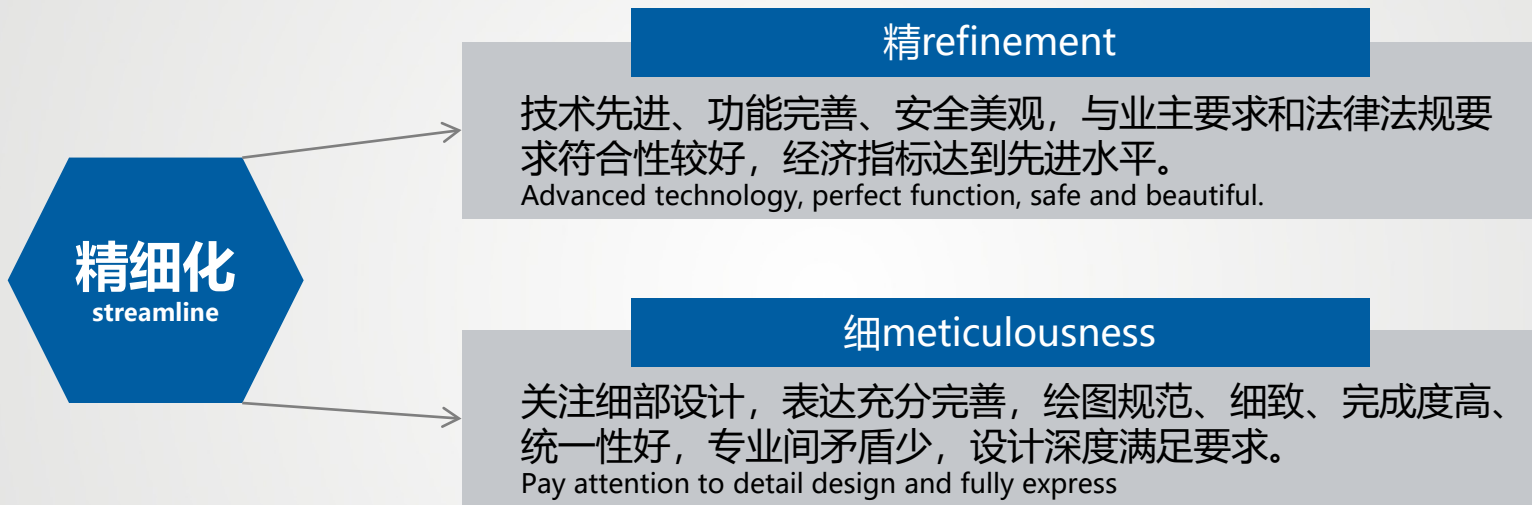 精refinement
技术先进、功能完善、安全美观，与业主要求和法律法规要
求符合性较好，经济指标达到先进水平。
Advanced technology, perfect function, safe and beautiful.
精细化
streamline
细meticulousness
关注细部设计，表达充分完善，绘图规范、细致、完成度高、
统一性好，专业间矛盾少，设计深度满足要求。
Pay attention to detail design and fully express